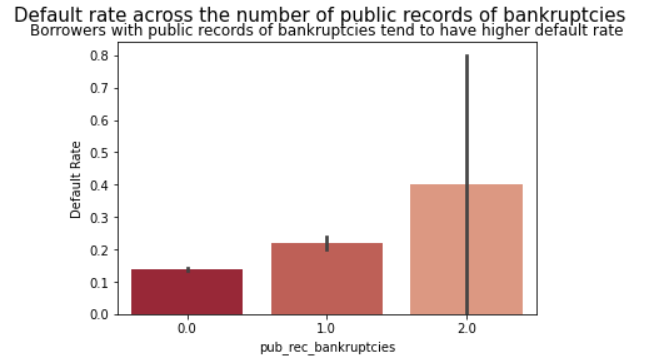 Default rate across the number of public records of bankruptcies
Borrowers with public records of bankruptcies tend to have higher default rate
0.8
0.7
0.6
0.5
0.4
0.3
0.2
0.1
0.0
Default Rate
0.0 1.0 2.0
pub_rec_bankruptcies